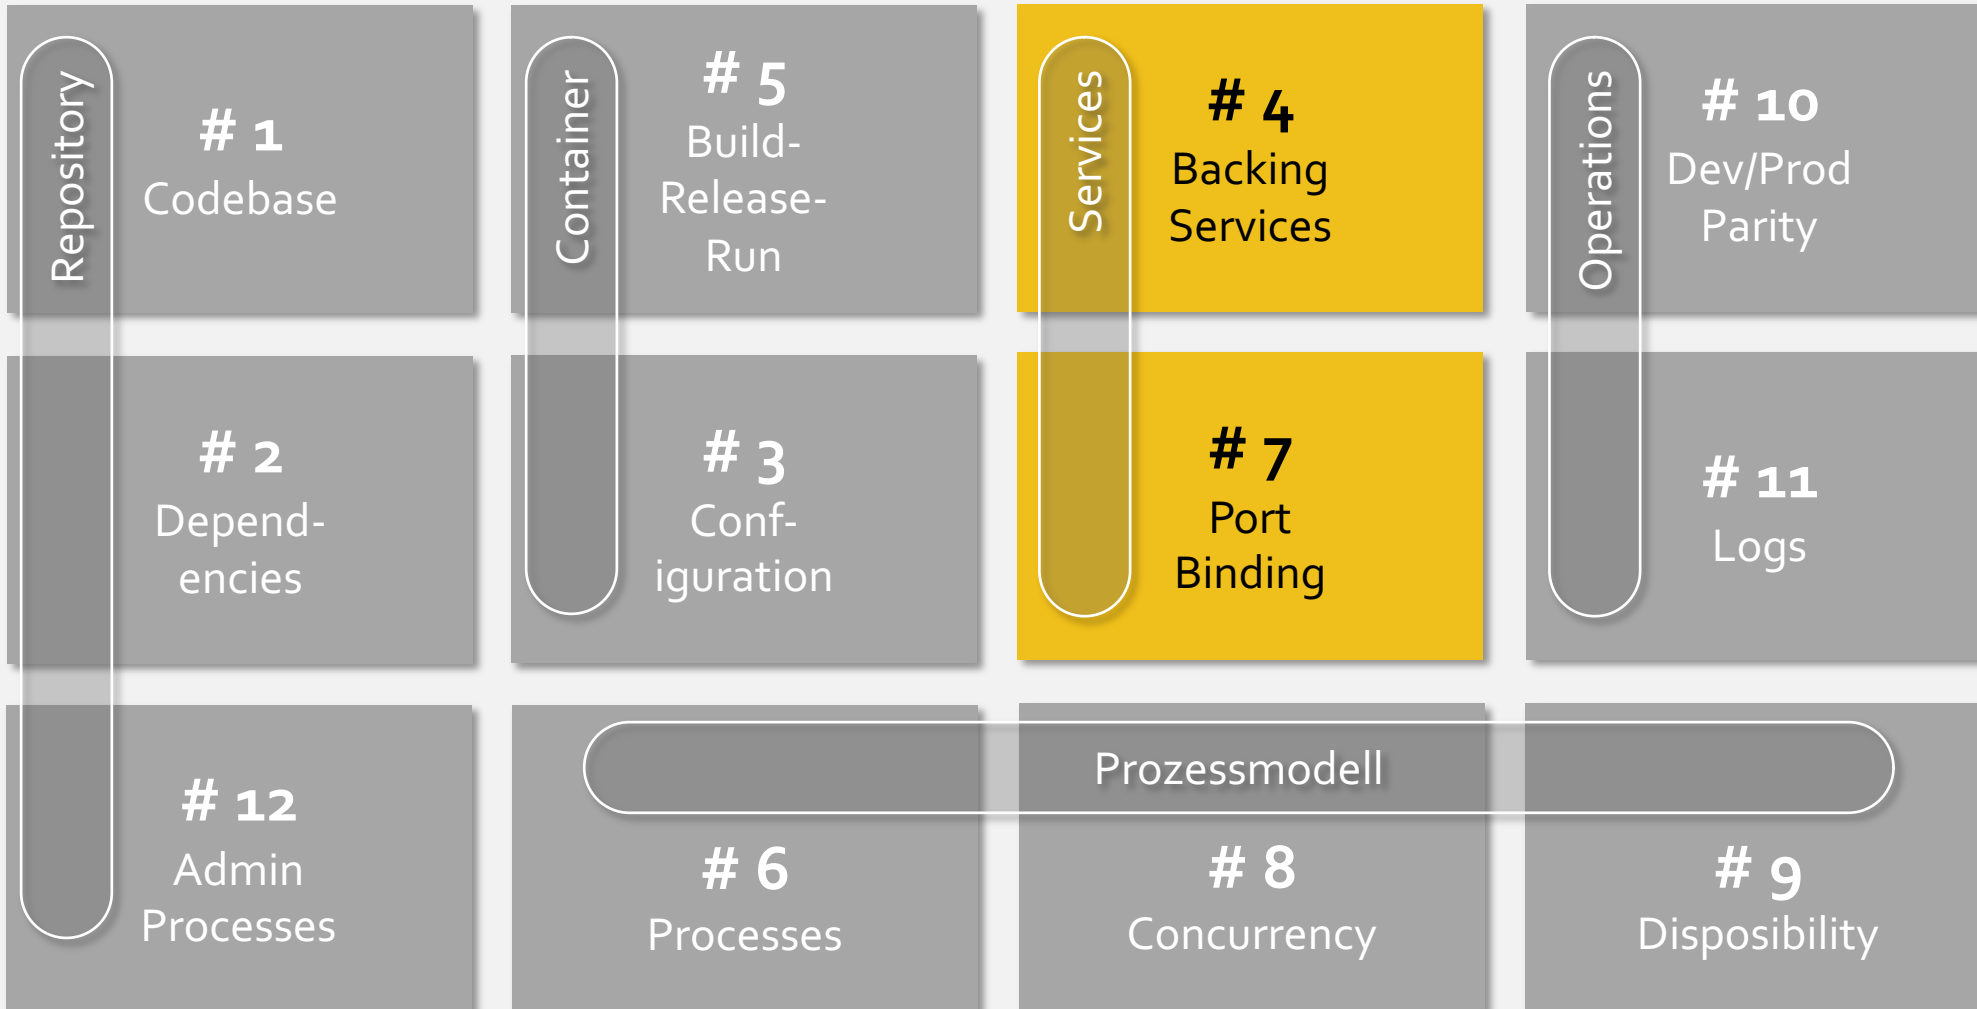 Repository
# 1
Codebase
Container
# 5
Build-
Release-
Run
Services
# 4
Backing
Services
Operations
# 10
Dev/Prod
Parity
# 2
Depend-
encies
# 3
Conf-
iguration
# 7
Port
Binding
# 11
Logs
# 12
Admin
Processes
Prozessmodell
# 6
Processes
# 8
Concurrency
# 9
Disposibility